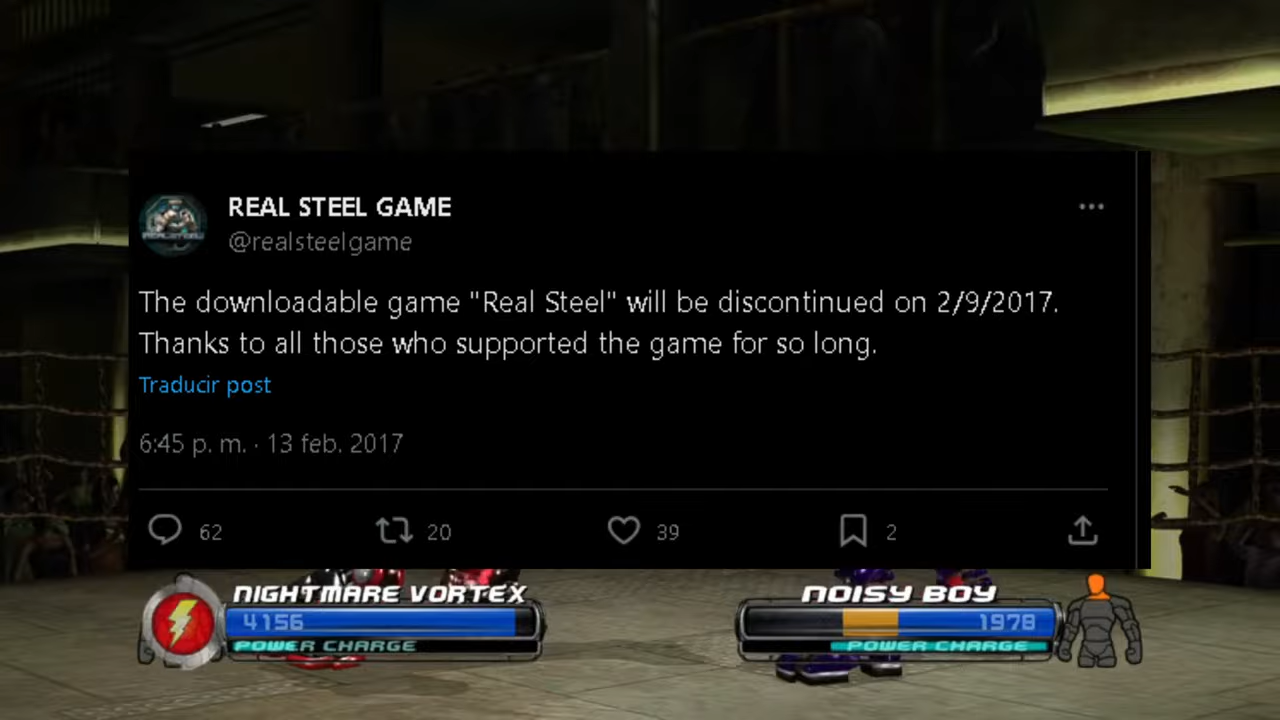 REAL STEEL GAME
@realsteelgame
The downloadable game "Real Steel" will be discontinued on 2/9/2017.
Thanks to all those who supported the game for so long.
Traducir post
6:45 p. m. · 13 feb. 2017
62 20 39 2
NIGHTMARE VORTEX
4156
POWER CHARGE
NOISY BOY
1978
POWER CHARGE